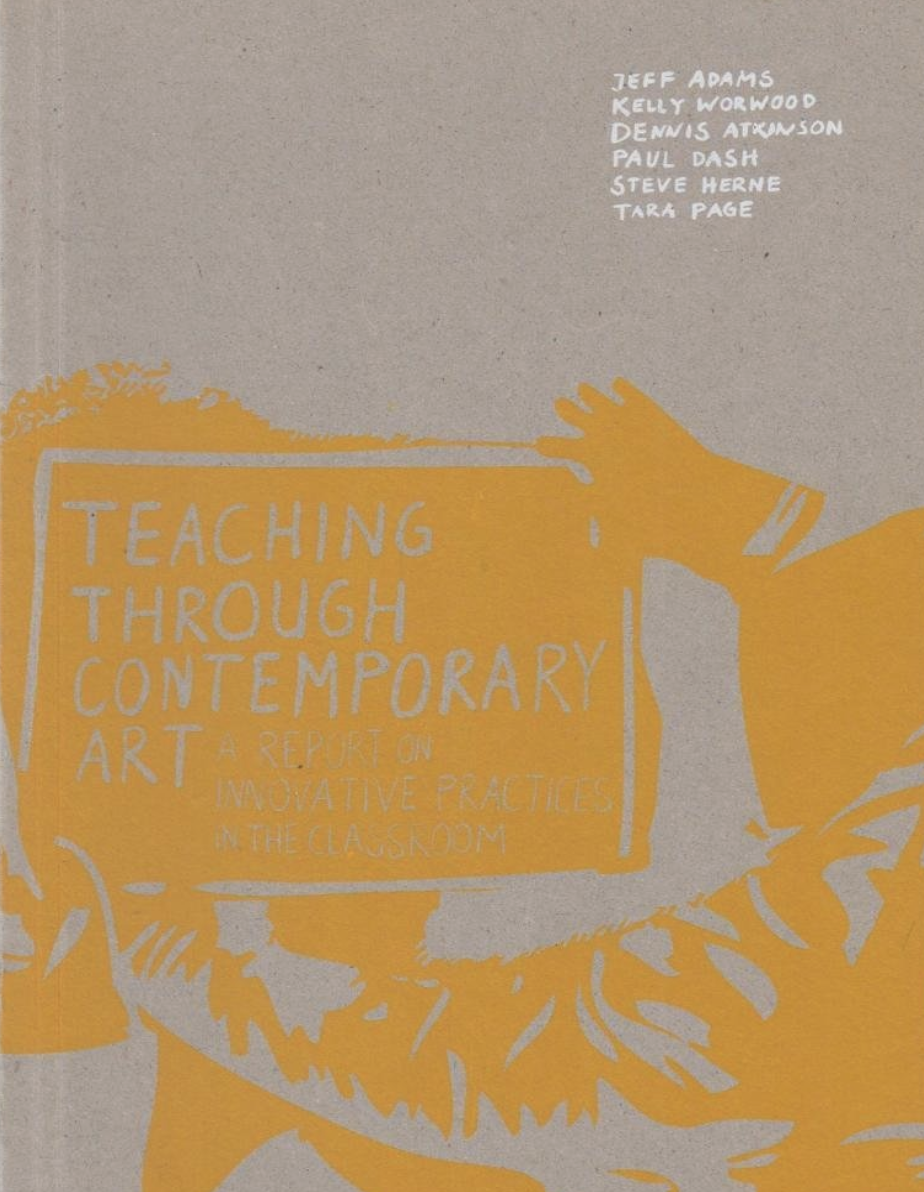 JEFF ADAMS
KELLY WORWOOD
DENNIS ATKINSON
PAUL DASH
STEVE HERNE
TARA PAGE
TEACHING
THROUGH
CONTEMPORARY
ART A REPORT ON
INNOVATIVE PRACTICES
IN THE CLASSROOM